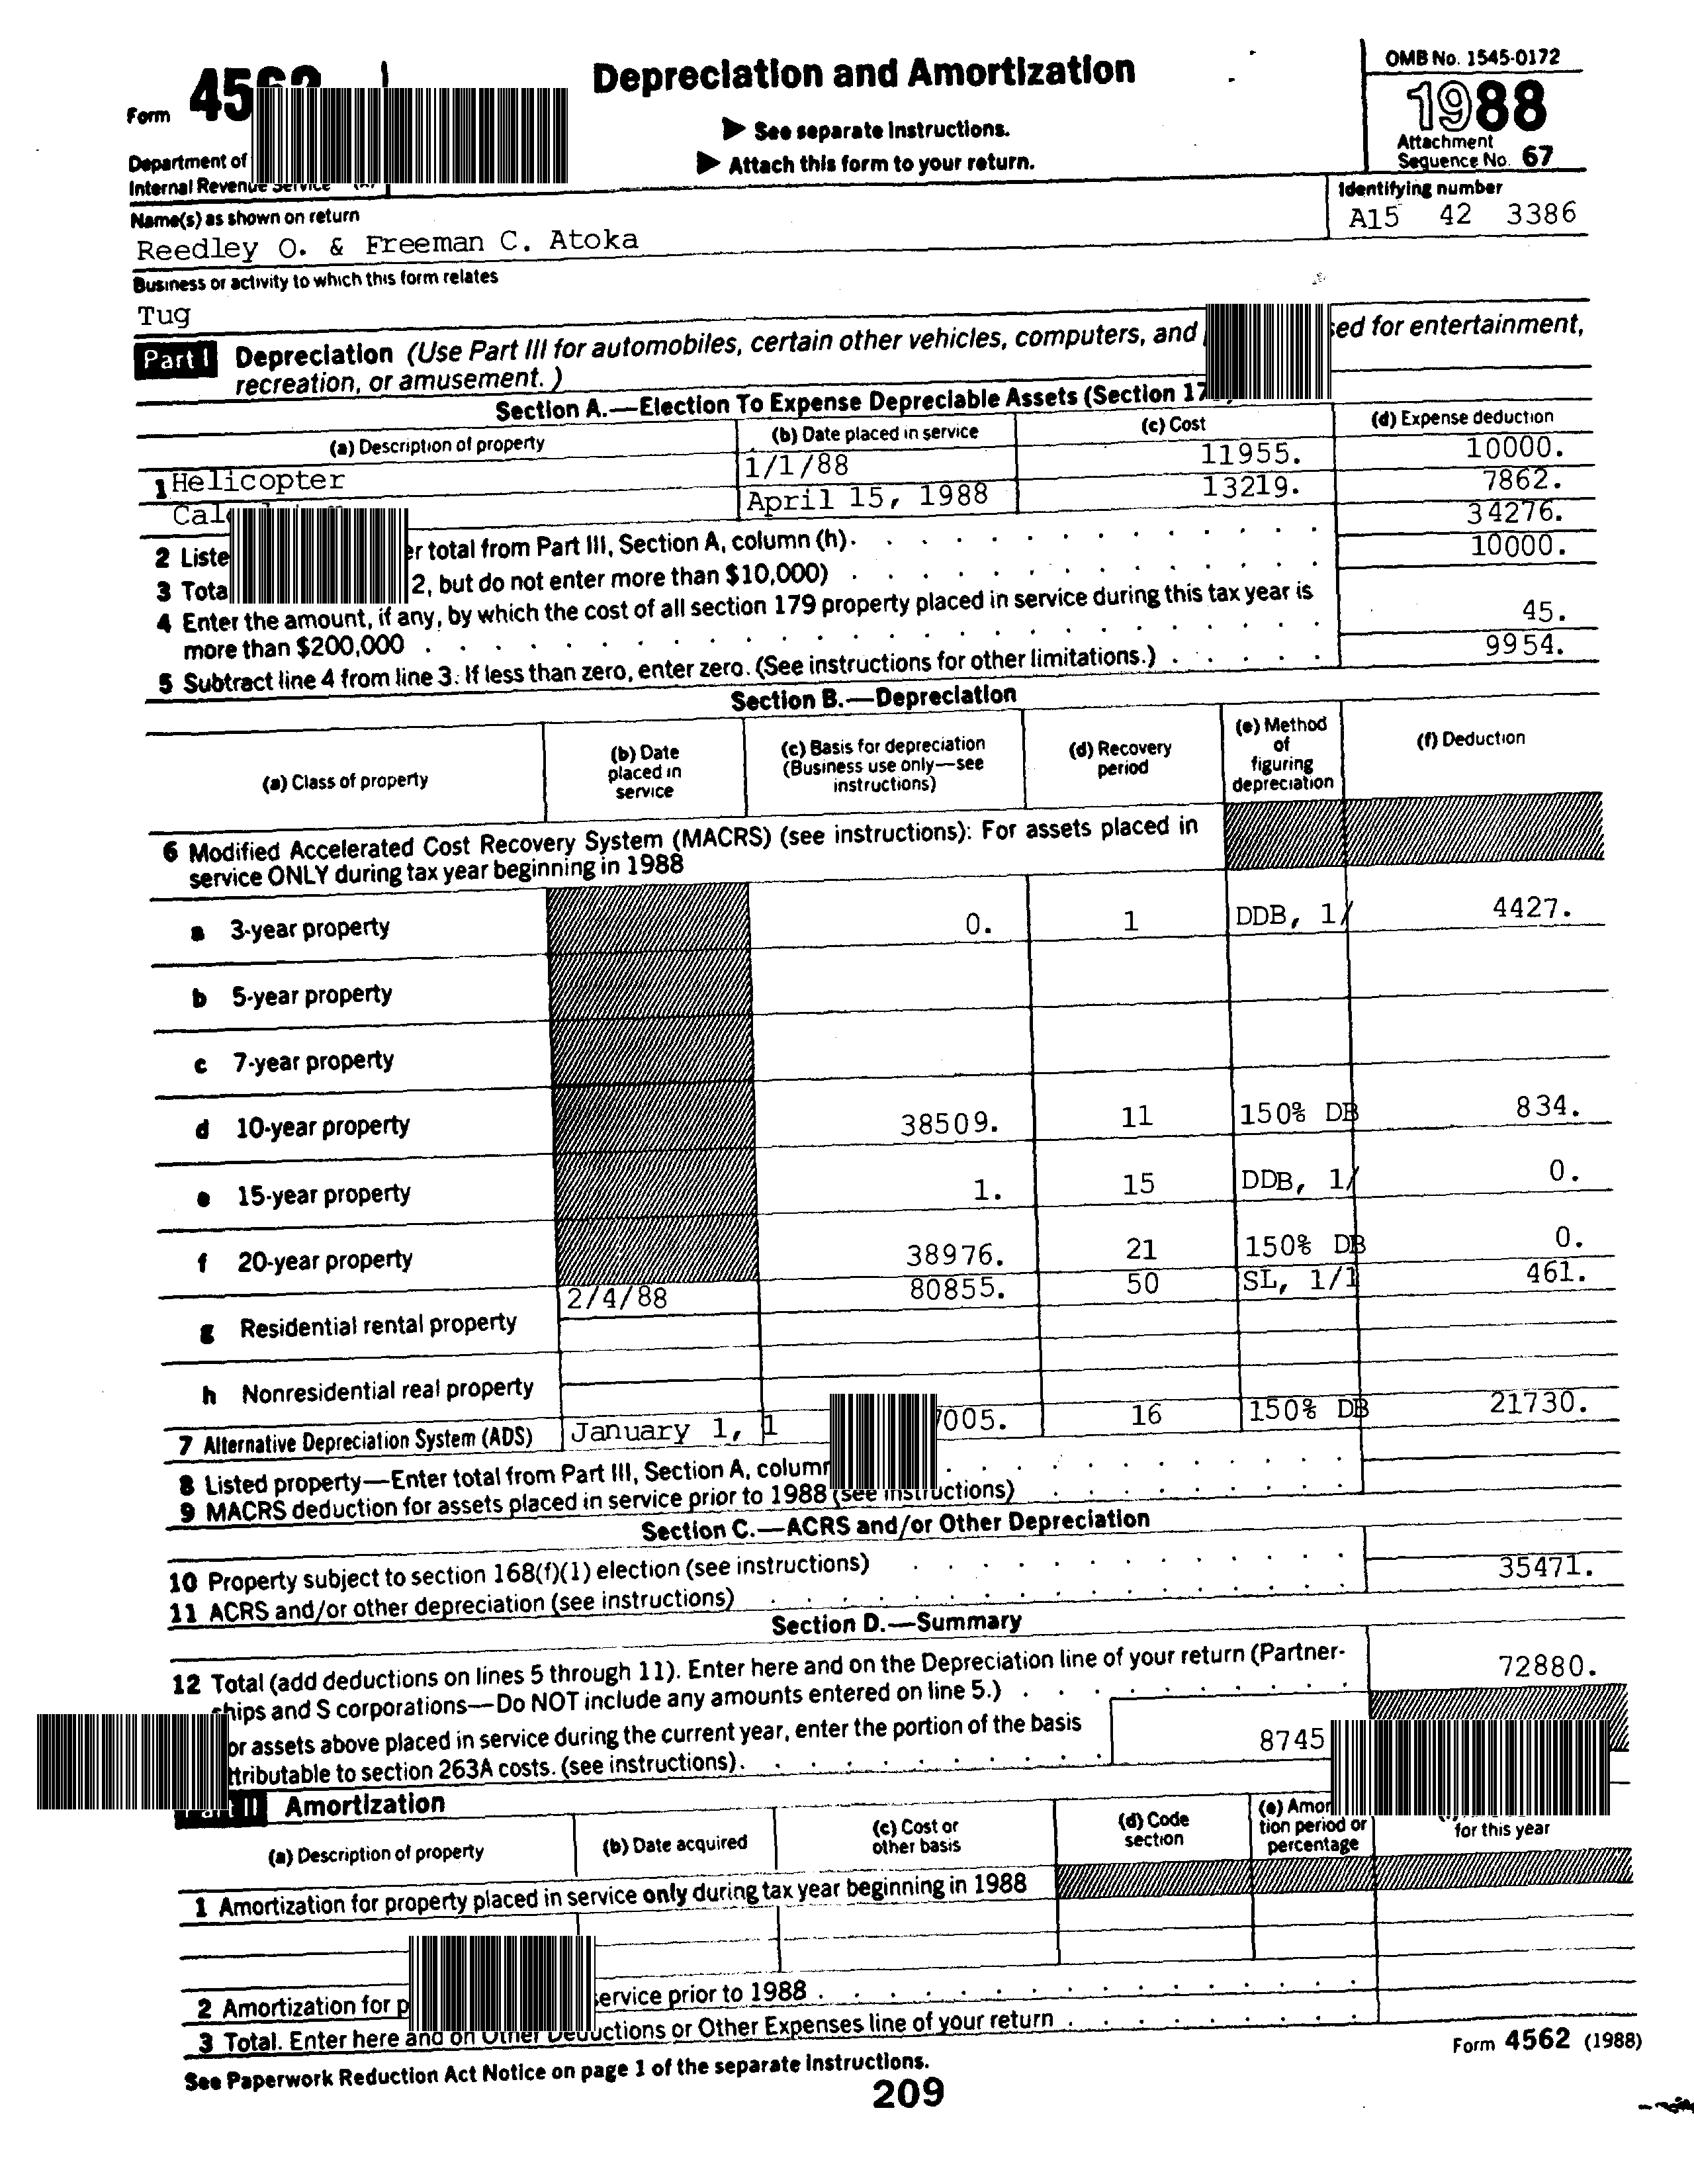 Form
Depreciation and Amortization
OMB No. 1545-0172
1988
► See separate Instructions.
► Attach this form to your return.
Attachment
Sequence No. 67
Department of
Internal Revenue Service
Name(s) as shown on return
Identifying number
Reedley O. & Freeman C. Atoka
A15 42 3386
Business or activity to which this form relates
Tug
Part I Depreciation (Use Part III for automobiles, certain other vehicles, computers, and for entertainment,
recreation, or amusement.)
Section A.—Election To Expense Depreciable Assets (Section
(a) Description of property (b) Date placed in service (c) Cost (d) Expense deduction
1 Helicopter 1/1/88 11955. 10000.
April 15, 1988 13219. 7862.
2 er total from Part III, Section A, column (h) 34276.
3 2, but do not enter more than $10,000) 10000.
4 Enter the amount, if any, by which the cost of all section 179 property placed in service during this tax year is
more than $200,000 45.
5 Subtract line 4 from line 3. If less than zero, enter zero. (See instructions for other limitations.) 9954.
Section B.—Depreciation
(a) Class of property
(b) Date
placed in
service
(c) Basis for depreciation
(Business use only—see
instructions)
(d) Recovery
period
(e) Method
of
figuring
depreciation
(f) Deduction
6 Modified Accelerated Cost Recovery System (MACRS) (see instructions): For assets placed in
service ONLY during tax year beginning in 1988
a 3-year property 0. 1 DDB, 1/ 4427.
b 5-year property
c 7-year property
d 10-year property 38509. 11 150% DB 834.
e 15-year property 1. 15 DDB, 1/ 0.
f 20-year property 38976. 21 150% DB 0.
2/4/88 80855. 50 SL, 1/1 461.
g Residential rental property
h Nonresidential real property
7 Alternative Depreciation System (ADS) January 1, 1 005. 16 150% DB 21730.
8 Listed property—Enter total from Part III, Section A, column
9 MACRS deduction for assets placed in service prior to 1988 (see instructions)
Section C.—ACRS and/or Other Depreciation
10 Property subject to section 168(f)(1) election (see instructions)
11 ACRS and/or other depreciation (see instructions) 35471.
Section D.—Summary
12 Total (add deductions on lines 5 through 11). Enter here and on the Depreciation line of your return (Partner-
ships and S corporations—Do NOT include any amounts entered on line 5.) 72880.
or assets above placed in service during the current year, enter the portion of the basis
ttributable to section 263A costs. (see instructions). 8745
Part II Amortization
(a) Description of property
(b) Date acquired
(c) Cost or
other basis
(d) Code
section
(e) Amor
tion period or
percentage
for this year
1 Amortization for property placed in service only during tax year beginning in 1988
2 Amortization for service prior to 1988
3 Total. Enter here and on Other Deductions or Other Expenses line of your return
See Paperwork Reduction Act Notice on page 1 of the separate Instructions.
Form 4562 (1988)
209